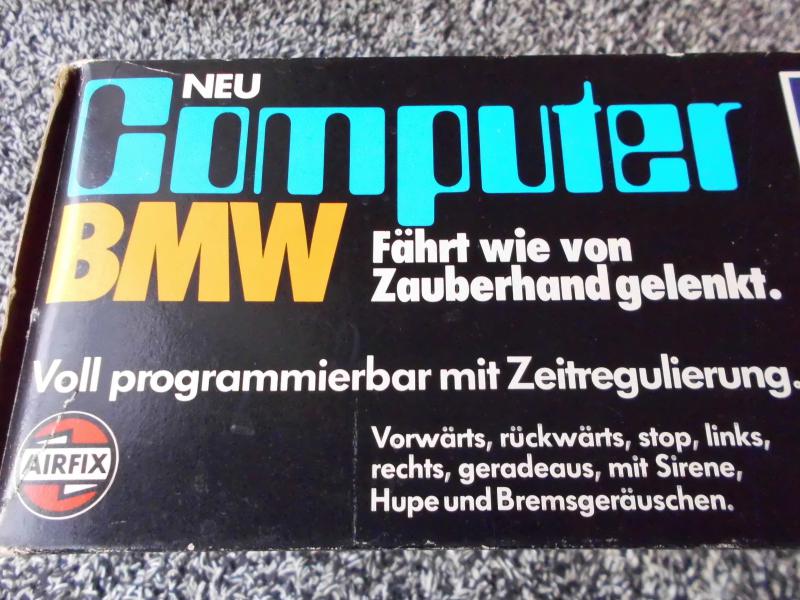 NEU
Computer
BMW
Fährt wie von
Zauberhand gelenkt.
Voll programmierbar mit Zeitregulierung.
AIRFIX
Vorwärts, rückwärts, stop, links,
rechts, geradeaus, mit Sirene,
Hupe und Bremsgeräuschen.